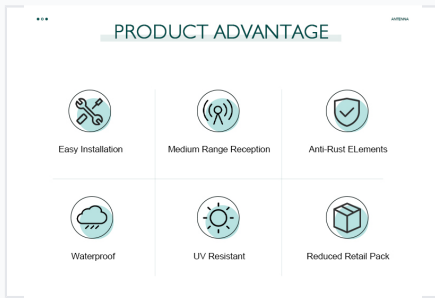 ANTENNA
PRODUCT ADVANTAGE
Easy Installation
Medium Range Reception
Anti-Rust ELements
Waterproof
UV Resistant
Reduced Retail Pack